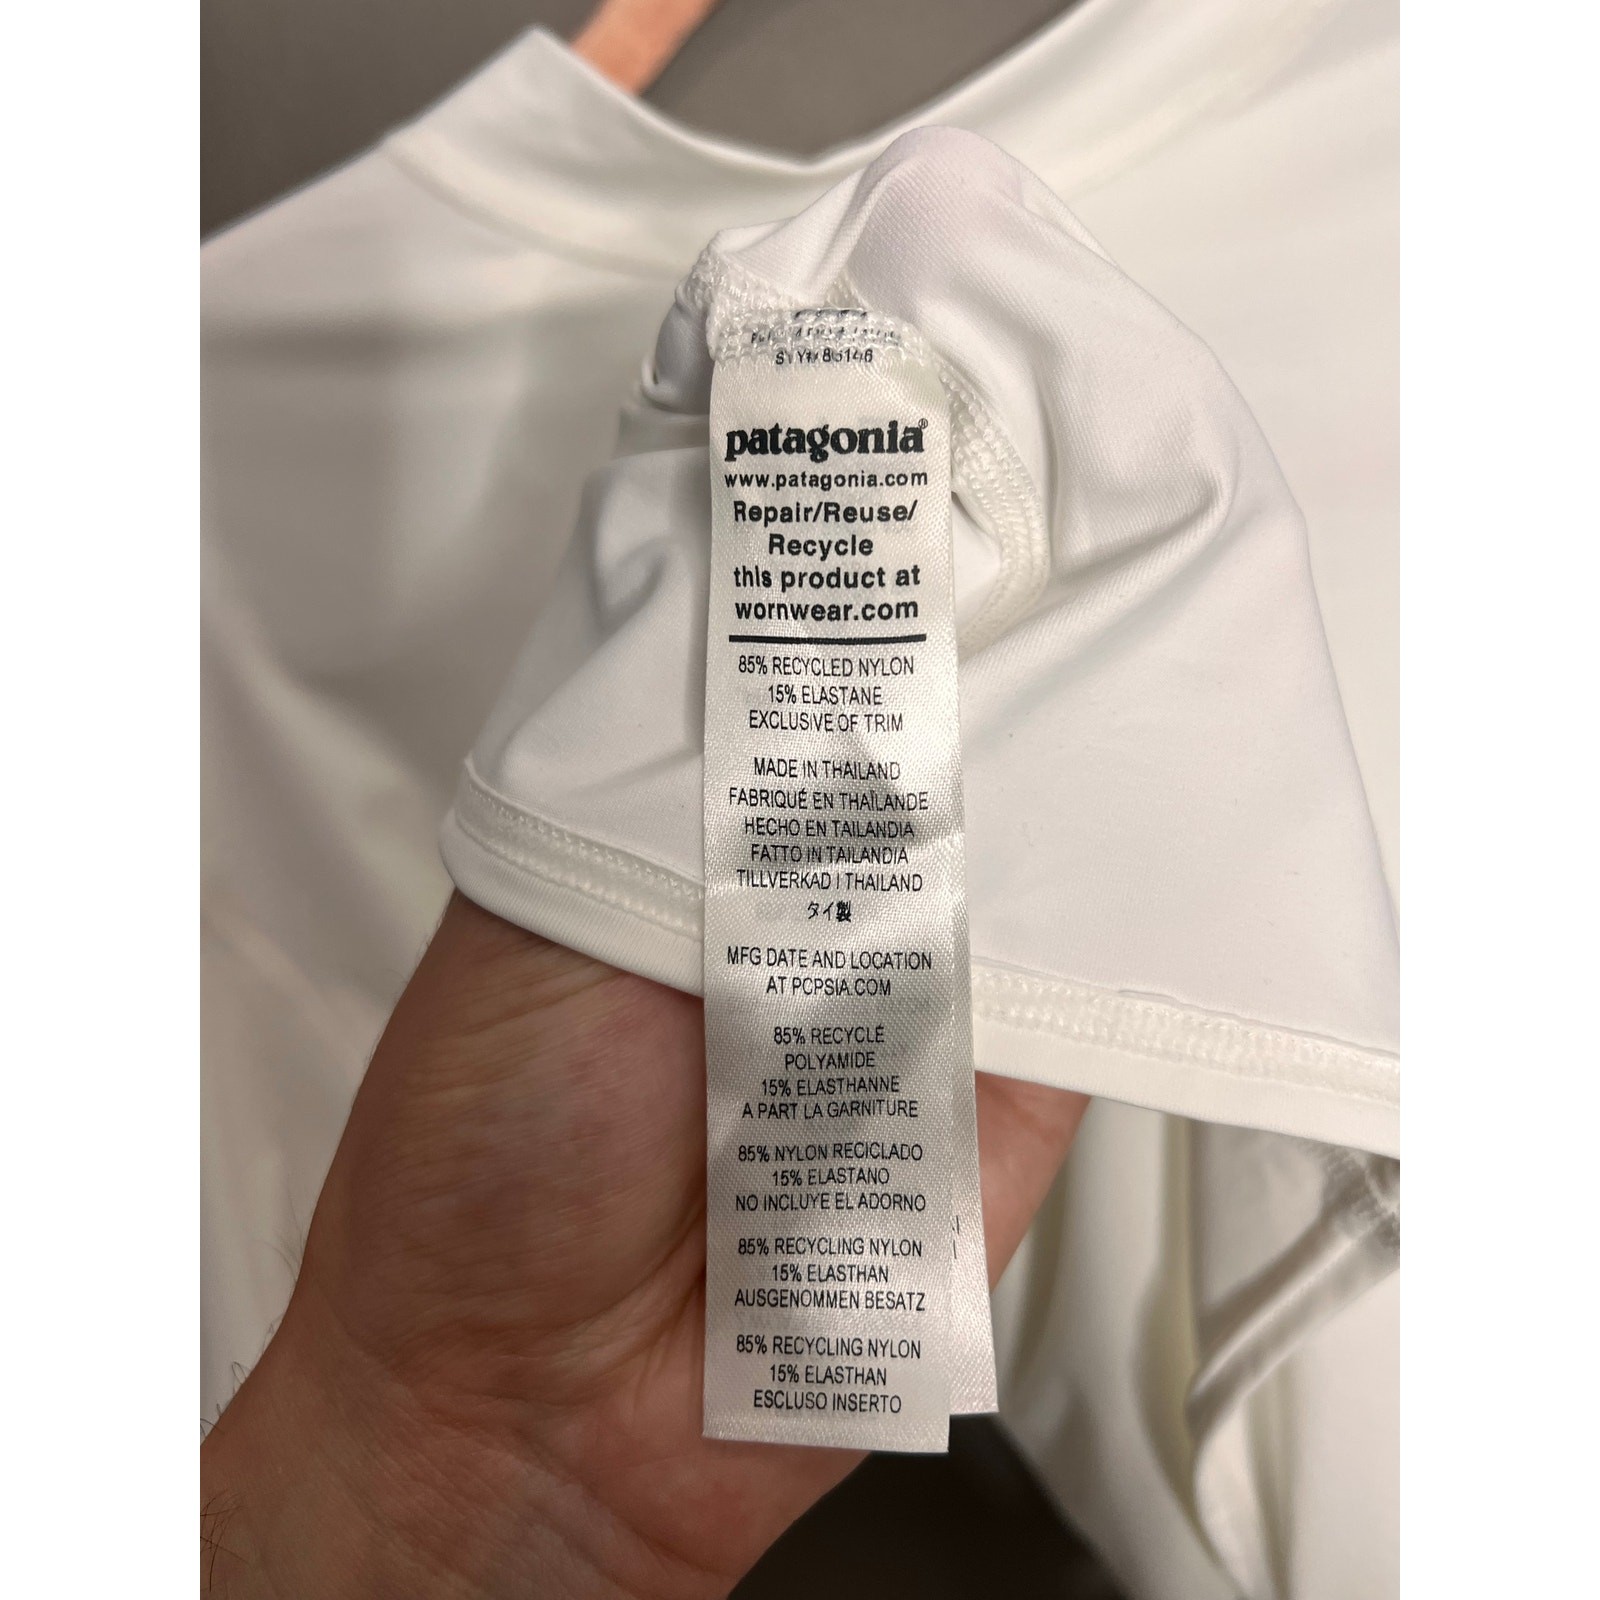 patagonia®
www.patagonia.com
Repair/Reuse/
Recycle
this product at
wornwear.com
85% RECYCLED NYLON
15% ELASTANE
EXCLUSIVE OF TRIM
MADE IN THAILAND
FABRIQUÉ EN THAÏLANDE
HECHO EN TAILANDIA
FATTO IN TAILANDIA
TILLVERKAD I THAILAND
タイ製
MFG DATE AND LOCATION
AT PCPSIA.COM
85% RECYCLÉ
POLYAMIDE
15% ELASTHANNE
A PART LA GARNITURE
85% NYLON RECICLADO
15% ELASTANO
NO INCLUYE EL ADORNO
85% RECYCLING NYLON
15% ELASTHAN
AUSGENOMMEN BESATZ
85% RECYCLING NYLON
15% ELASTHAN
ESCLUSO INSERTO